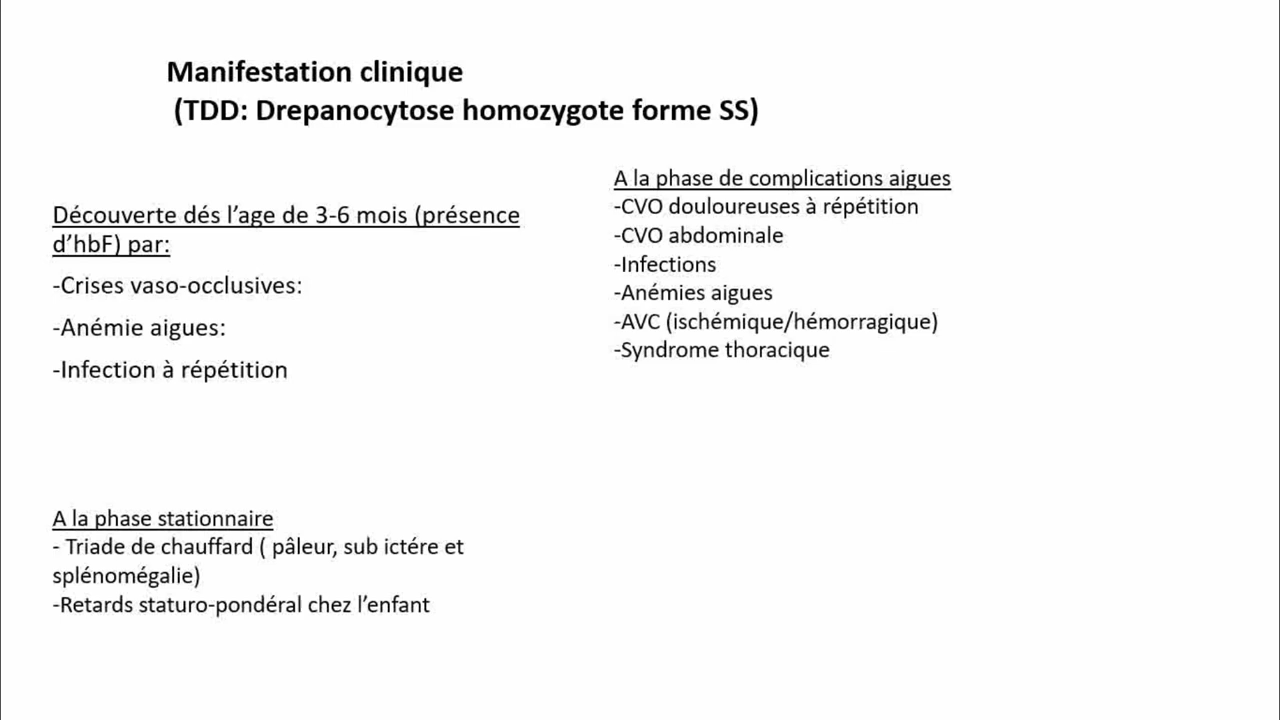 Manifestation clinique
(TDD: Drepanocytose homozygote forme SS)
Découverte dés l’age de 3-6 mois (présence
d’hbF) par:
-Crises vaso-occlusives:
-Anémie aigues:
-Infection à répétition
A la phase stationnaire
- Triade de chauffard ( pâleur, sub ictére et
splénomégalie)
-Retards staturo-pondéral chez l’enfant
A la phase de complications aigues
-CVO douloureuses à répétition
-CVO abdominale
-Infections
-Anémies aigues
-AVC (ischémique/hémorragique)
-Syndrome thoracique